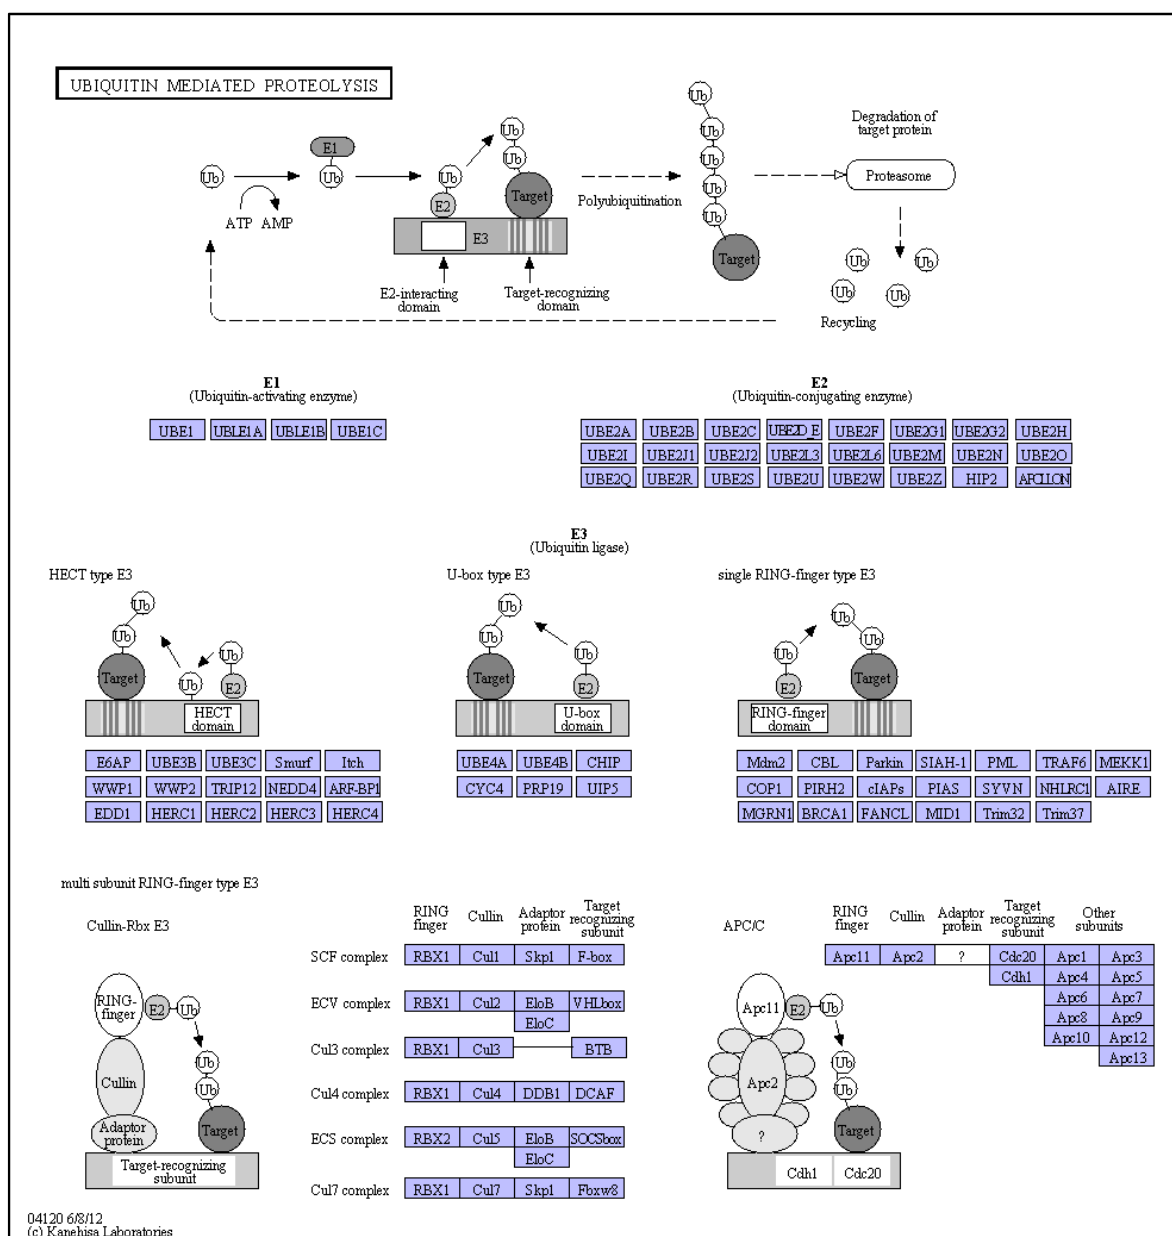 UBIQUITIN MEDIATED PROTEOLYSIS
Ub
Ub
Ub
Ub
Ub
Degradation of
target protein
E1
Ub
Ub
Ub
Ub
Ub
E2
Target
Polyubiquitination
Proteasome
ATP AMP
E3
Target
Ub
Ub
Ub
Ub
E2-interacting
domain
Target-recognizing
domain
Recycling
E1
(Ubiquitin-activating enzyme)
UBE1 UBLE1A UBLE1B UBE1C
E2
(Ubiquitin-conjugating enzyme)
UBE2A UBE2B UBE2C UBE2D_E UBE2F UBE2G1 UBE2G2 UBE2H
UBE2I UBE2J1 UBE2J2 UBE2L3 UBE2L6 UBE2M UBE2N UBE2O
UBE2Q UBE2R UBE2S UBE2U UBE2W UBE2Z HIP2 APOLLON
E3
(Ubiquitin ligase)
HECT type E3
Ub
Ub
Ub
Ub
Target
E2
HECT
domain
E6AP UBE3B UBE3C Smurf Itch
WWP1 WWP2 TRIP12 NEDD4 ARF-BP1
EDD1 HERC1 HERC2 HERC3 HERC4
U-box type E3
Ub
Ub
Ub
Target
E2
U-box
domain
UBE4A UBE4B CHIP
CYC4 PRP19 UIP5
single RING-finger type E3
Ub
Ub
Ub
E2
Target
RING-finger
domain
Mdm2 CBL Parkin SIAH-1 PML TRAF6 MEKK1
COP1 PIRH2 cIAPs PIAS SYVN NHLRC1 AIRE
MGRN1 BRCA1 FANCL MID1 Trim32 Trim37
multi subunit RING-finger type E3
Cullin-Rbx E3
RING-
finger
E2
Ub
Ub
Ub
Cullin
Adaptor
protein
Target
Target-recognizing
subunit
RING
finger
Cullin
Adaptor
protein
Target
recognizing
subunit
SCF complex RBX1 Cul1 Skp1 F-box
ECV complex RBX1 Cul2 EloB VHLbox
EloC
Cul3 complex RBX1 Cul3 BTB
Cul4 complex RBX1 Cul4 DDB1 DCAF
ECS complex RBX2 Cul5 EloB SOCSbox
EloC
Cul7 complex RBX1 Cul7 Skp1 Fbxw8
APC/C
RING
finger
Cullin
Adaptor
protein
Target
recognizing
subunit
Other
subunits
Apc11 Apc2 ? Cdc20 Apc1 Apc3
Cdh1 Apc4 Apc5
Apc6 Apc7
Apc8 Apc9
Apc10 Apc12
Apc13
Apc11
E2
Ub
Ub
Ub
Apc2
?
Target
Cdh1 Cdc20
04120 6/8/12
(c) Kanehisa Laboratories